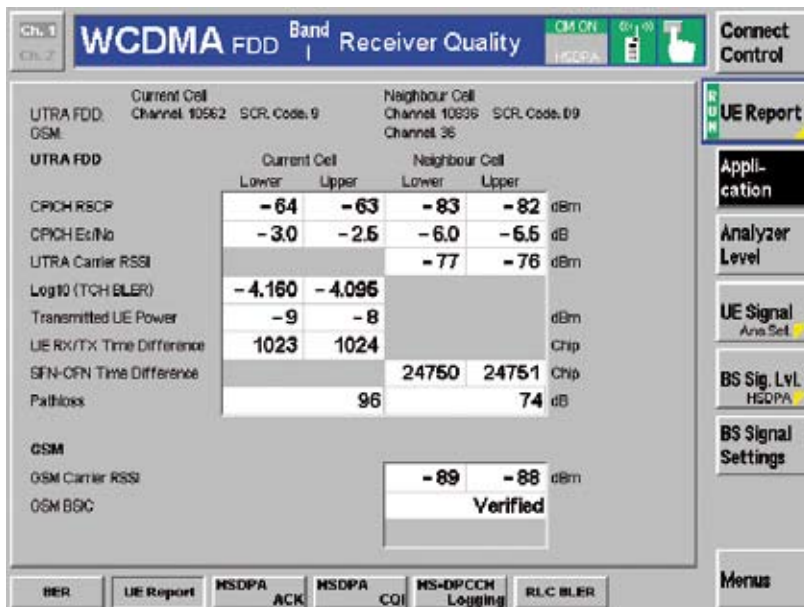 Ch. 1
Ch. 2
WCDMA FDD Band I Receiver Quality
CM ON
HSDPA
Connect Control
Current Cell Neighbour Cell
UTRA FDD: Channel: 10562 SCR. Code: 9 Channel: 10836 SCR. Code: D9
GSM: Channel: 36
RUN
UE Report
UTRA FDD Current Cell Neighbour Cell
Lower Upper Lower Upper
CPICH RSCP -64 -63 -83 -82 dBm
CPICH Ec/No -3.0 -2.5 -6.0 -5.5 dB
UTRA Carrier RSSI -77 -76 dBm
Log10 (TCH BLER) -4.160 -4.095
Transmitted UE Power -9 -8 dBm
UE RX/TX Time Difference 1023 1024 Chip
SFN-CFN Time Difference 24750 24751 Chip
Pathloss 96 74 dB
GSM
GSM Carrier RSSI -89 -88 dBm
GSM BSIC Verified
Appli-
cation
Analyzer
Level
UE Signal
Ana.Set.
BS Sig. Lvl.
HSDPA
BS Signal
Settings
Menus
BER
UE Report
HSDPA ACK
HSDPA CQI
HS-DPCCH Logging
RLC BLER